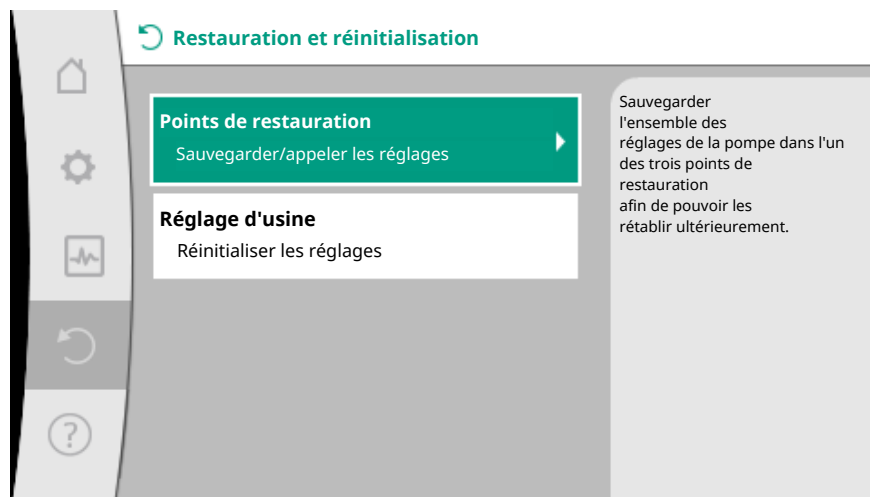 Restauration et réinitialisation
Points de restauration
Sauvegarder/appeler les réglages
Réglage d'usine
Réinitialiser les réglages
Sauvegarder
l'ensemble des
réglages de la pompe dans l'un
des trois points de
restauration
afin de pouvoir les
rétablir ultérieurement.
?